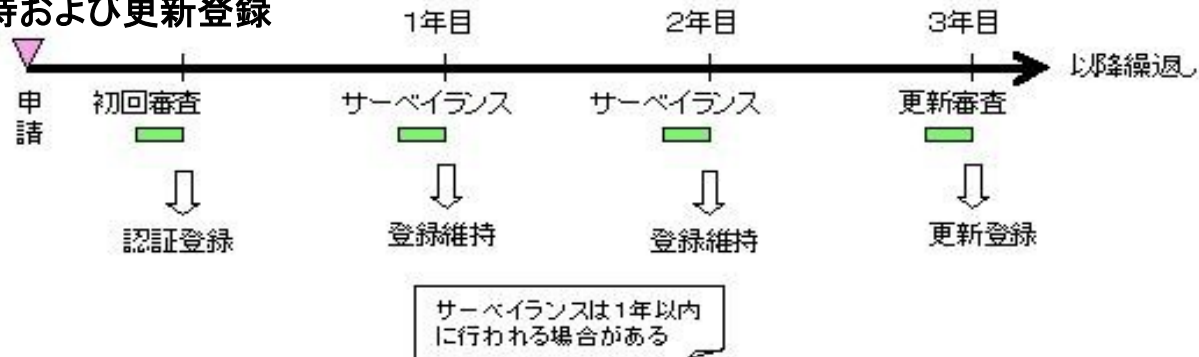 持および更新登録
1年目
2年目
3年目
以降繰返し
申請
初回審査
サーベイランス
サーベイランス
更新審査
認証登録
登録維持
登録維持
更新登録
サーベイランスは1年以内
に行われる場合がある